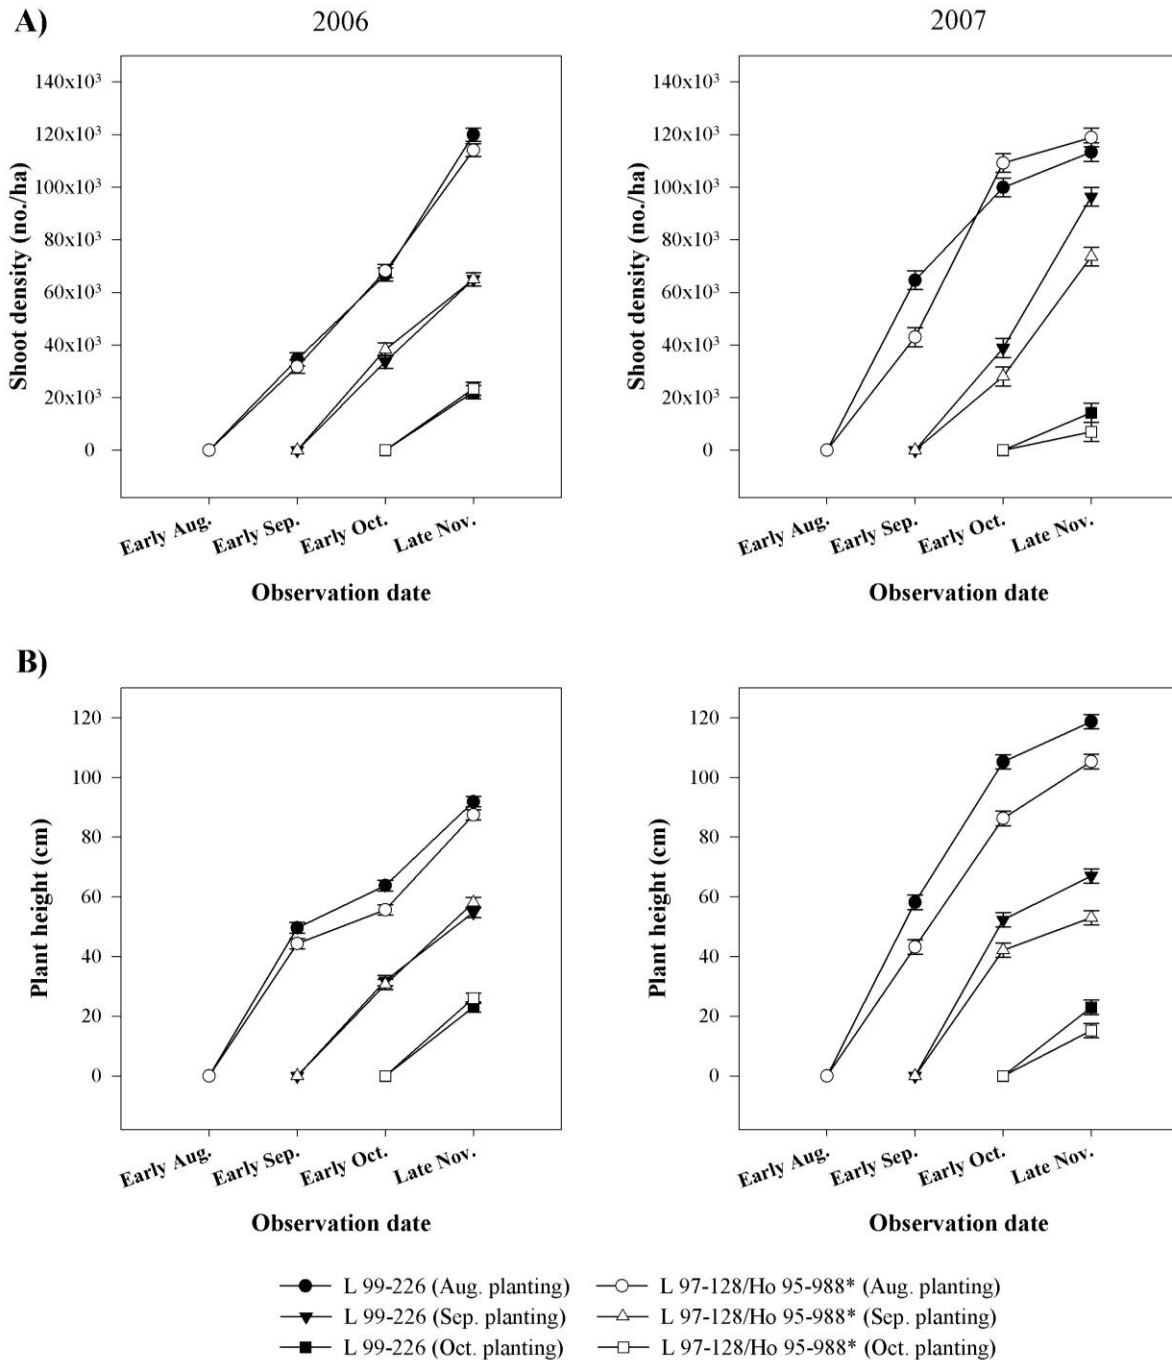 A)
2006
2007
Shoot density (no./ha)
140x10³
120x10³
100x10³
80x10³
60x10³
40x10³
20x10³
0
Early Aug.
Early Sep.
Early Oct.
Late Nov.
Observation date
Shoot density (no./ha)
140x10³
120x10³
100x10³
80x10³
60x10³
40x10³
20x10³
0
Early Aug.
Early Sep.
Early Oct.
Late Nov.
Observation date
B)
Plant height (cm)
120
100
80
60
40
20
0
Early Aug.
Early Sep.
Early Oct.
Late Nov.
Observation date
Plant height (cm)
120
100
80
60
40
20
0
Early Aug.
Early Sep.
Early Oct.
Late Nov.
Observation date
L 99-226 (Aug. planting)
L 97-128/Ho 95-988* (Aug. planting)
L 99-226 (Sep. planting)
L 97-128/Ho 95-988* (Sep. planting)
L 99-226 (Oct. planting)
L 97-128/Ho 95-988* (Oct. planting)